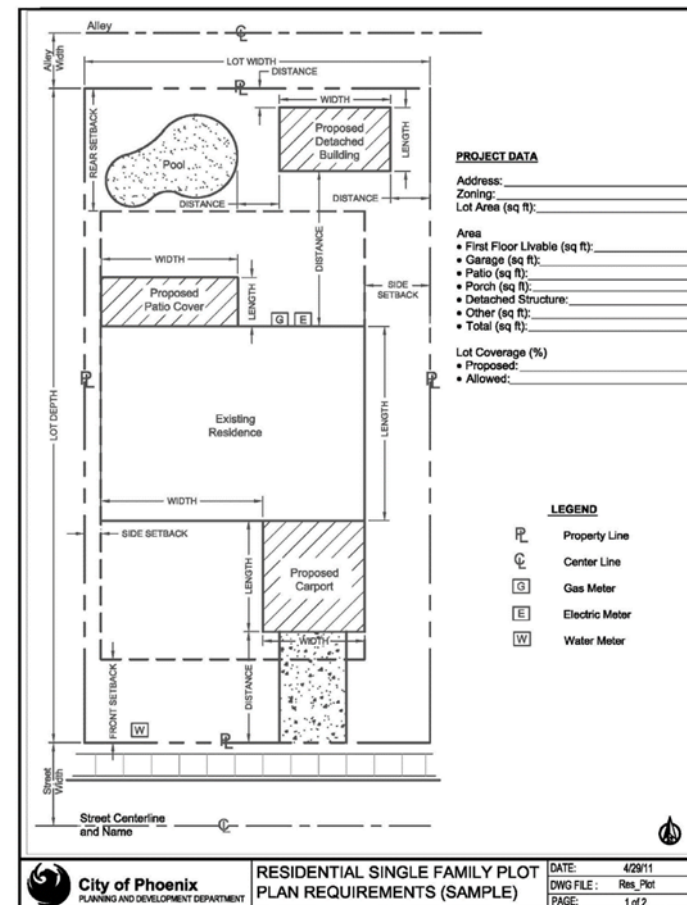 Alley
Alley
Width
LOT WIDTH
DISTANCE
WIDTH
REAR SETBACK
Pool
Proposed
Detached
Building
LENGTH
DISTANCE
DISTANCE
DISTANCE
WIDTH
Proposed
Patio Cover
LENGTH
SIDE
SETBACK
G
E
PL
PL
PL
LOT DEPTH
Existing
Residence
LENGTH
WIDTH
SIDE SETBACK
Proposed
Carport
LENGTH
WIDTH
DISTANCE
FRONT SETBACK
W
PL
Street
Width
Street Centerline
and Name
CL
CL
PROJECT DATA
Address:
Zoning:
Lot Area (sq ft):
Area
• First Floor Livable (sq ft):
• Garage (sq ft):
• Patio (sq ft):
• Porch (sq ft):
• Detached Structure:
• Other (sq ft):
• Total (sq ft):
Lot Coverage (%)
• Proposed:
• Allowed:
LEGEND
PL Property Line
CL Center Line
G Gas Meter
E Electric Meter
W Water Meter
City of Phoenix
PLANNING AND DEVELOPMENT DEPARTMENT
RESIDENTIAL SINGLE FAMILY PLOT
PLAN REQUIREMENTS (SAMPLE)
DATE: 4/29/11
DWG FILE: Res_Plot
PAGE: 1 of 2